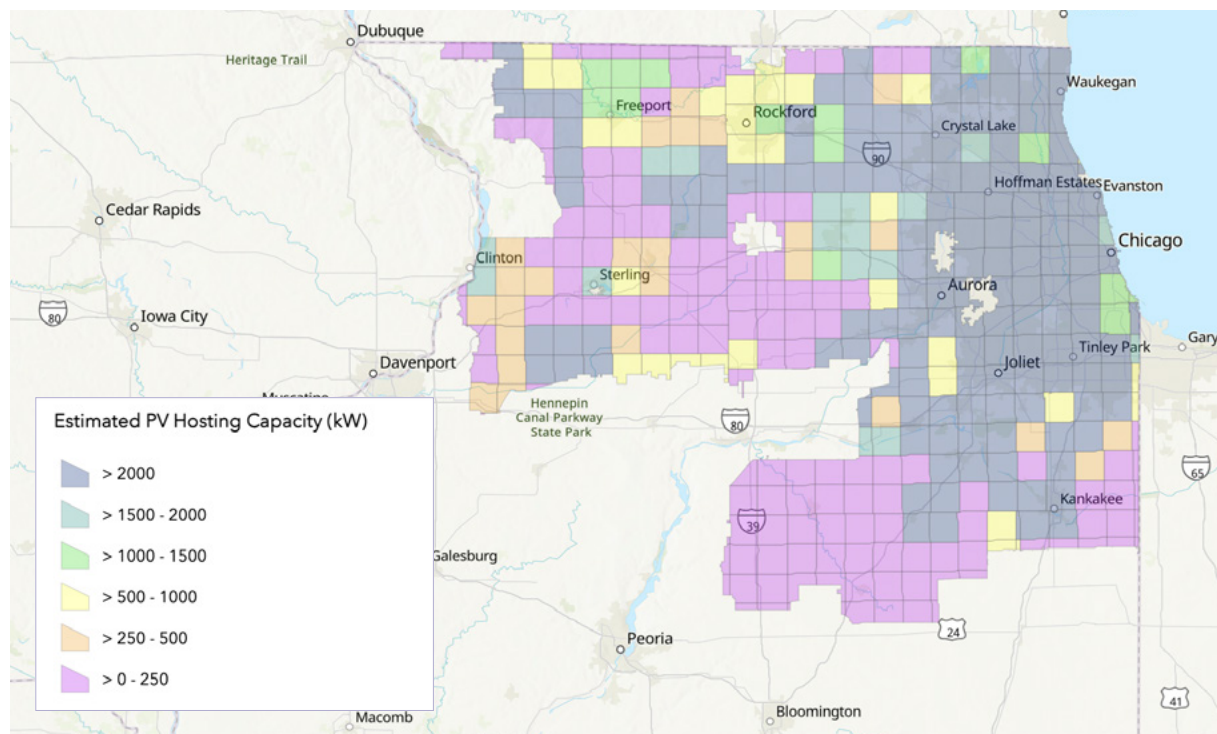 Dubuque
Heritage Trail
Waukegan
Freeport
Rockford
Crystal Lake
90
Hoffman Estates
Evanston
Cedar Rapids
Chicago
Clinton
Sterling
Aurora
80
Iowa City
Gary
Tinley Park
Davenport
Joliet
Muscatine
Hennepin
Canal Parkway
State Park
80
65
Kankakee
39
Galesburg
24
Peoria
41
Macomb
Bloomington
Estimated PV Hosting Capacity (kW)
> 2000
> 1500 - 2000
> 1000 - 1500
> 500 - 1000
> 250 - 500
> 0 - 250